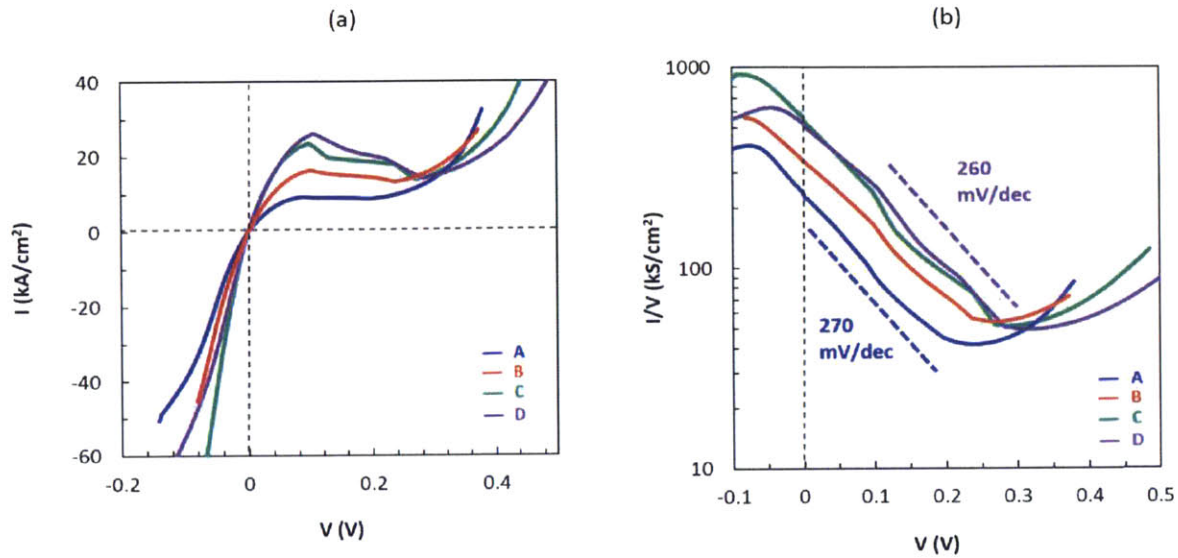 (a)
40
20
0
-20
-40
-60
I (kA/cm²)
-0.2
0
0.2
0.4
V (V)
A
B
C
D
(b)
1000
100
10
I/V (kS/cm²)
260
mV/dec
270
mV/dec
A
B
C
D
-0.1
0
0.1
0.2
0.3
0.4
0.5
V (V)